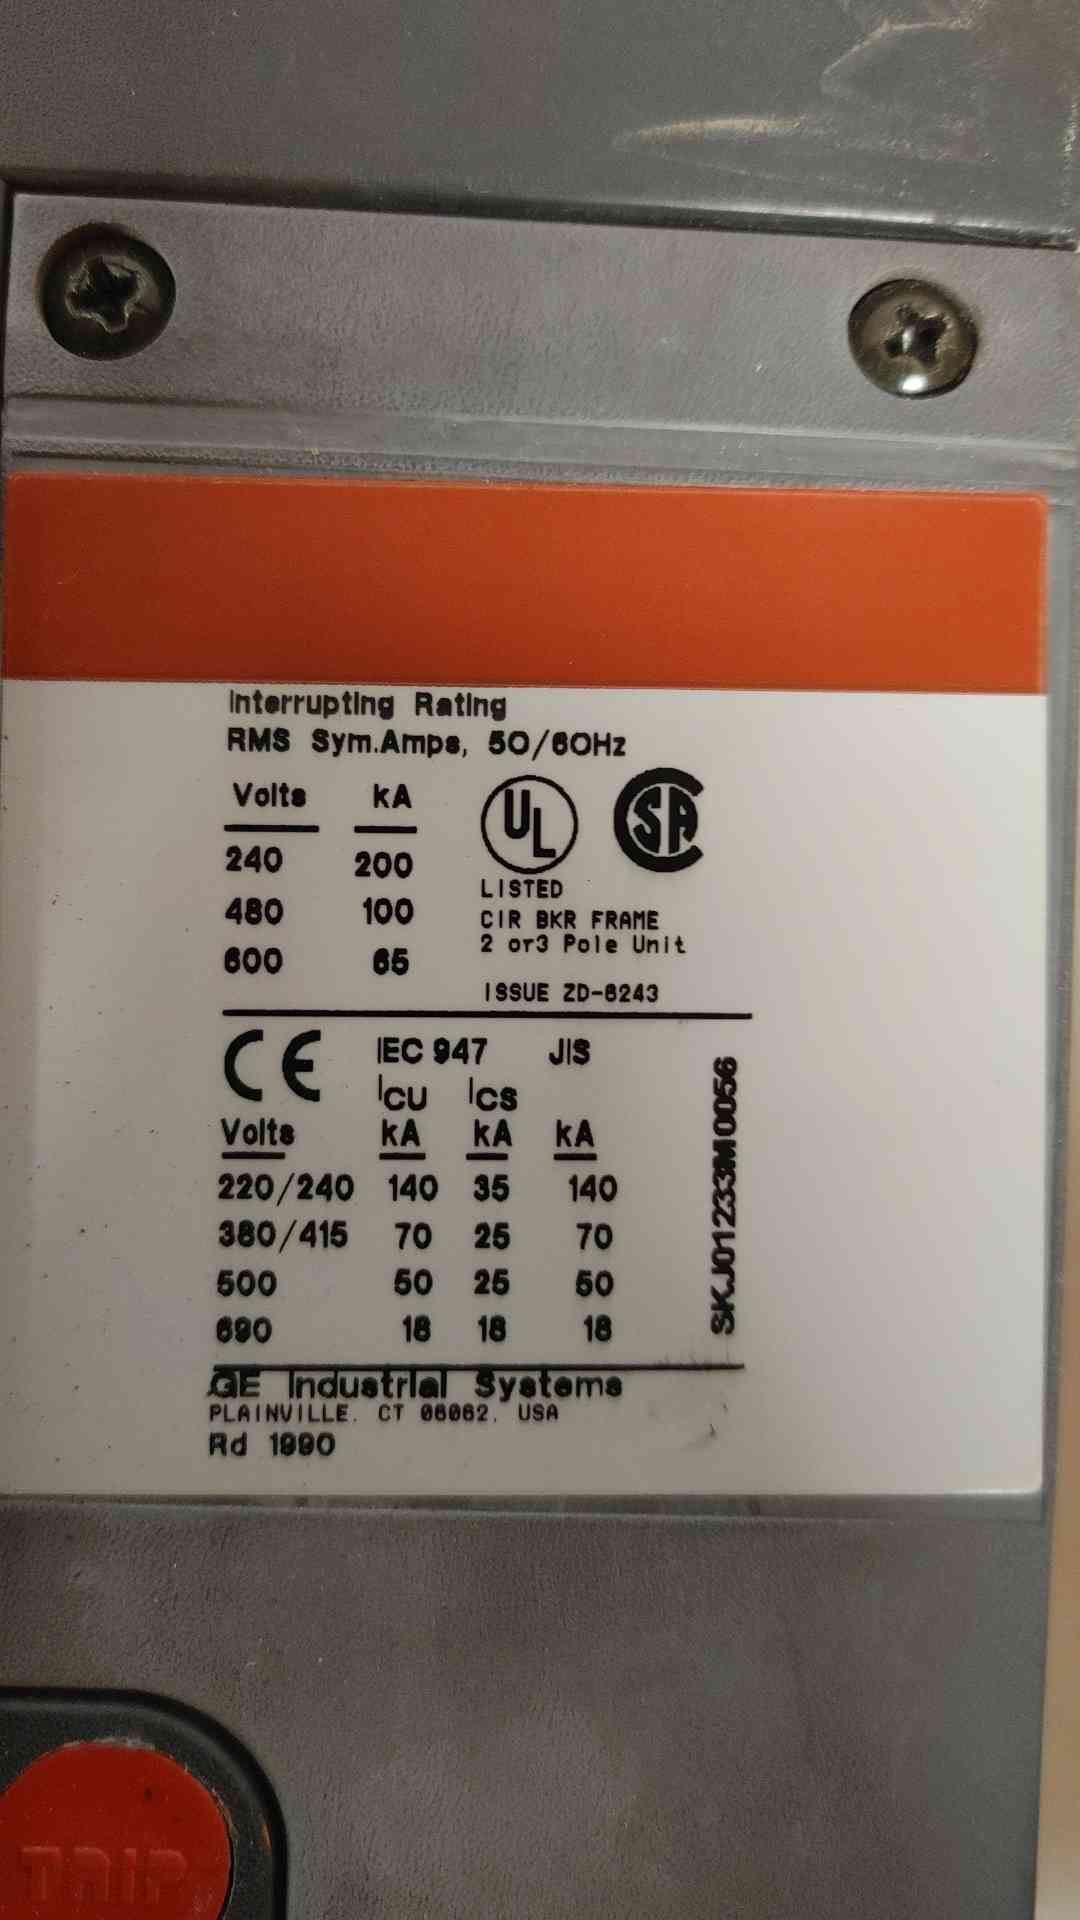 Interrupting Rating
RMS Sym.Amps, 50/60Hz
Volts kA
240 200
480 100
600 65
UL
SA
LISTED
CIR BKR FRAME
2 or3 Pole Unit
ISSUE ZD-6243
CE IEC 947 JIS
ICU ICS
Volts kA kA kA
220/240 140 35 140
380/415 70 25 70
500 50 25 50
690 18 18 18
SKJ01233M0056
GE Industrial Systems
PLAINVILLE, CT 06062, USA
Rd 1990
TRIP